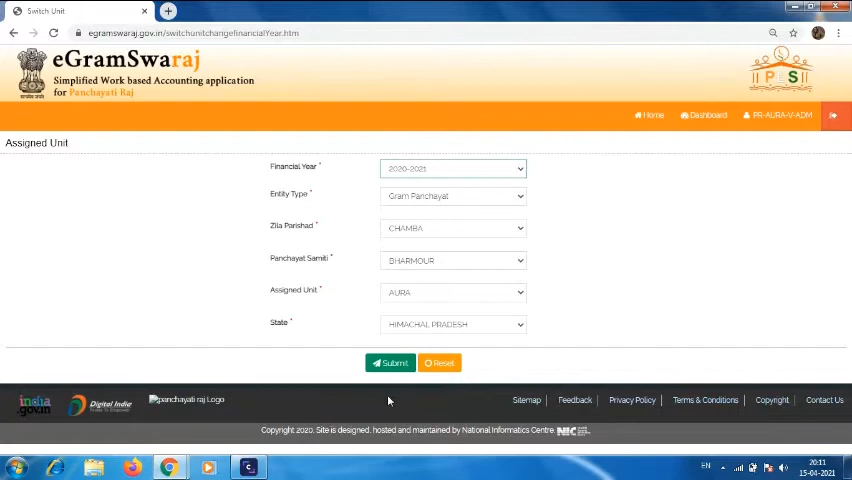 Switch Unit
egramswaraj.gov.in/switchunitchangefinancialYear.htm
eGramSwaraj
Simplified Work based Accounting application
for Panchayati Raj
Home Dashboard PR-AURA-V-ADM
Assigned Unit
Financial Year * 2020-2021
Entity Type * Gram Panchayat
Zila Parishad * CHAMBA
Panchayat Samiti * BHARMOUR
Assigned Unit * AURA
State * HIMACHAL PRADESH
Submit Reset
india.gov.in Digital India panchayati raj Logo Sitemap | Feedback | Privacy Policy | Terms & Conditions | Copyright | Contact Us
Copyright 2020, Site is designed, hosted and maintained by National Informatics Centre. NIC
EN 20:11
15-04-2021